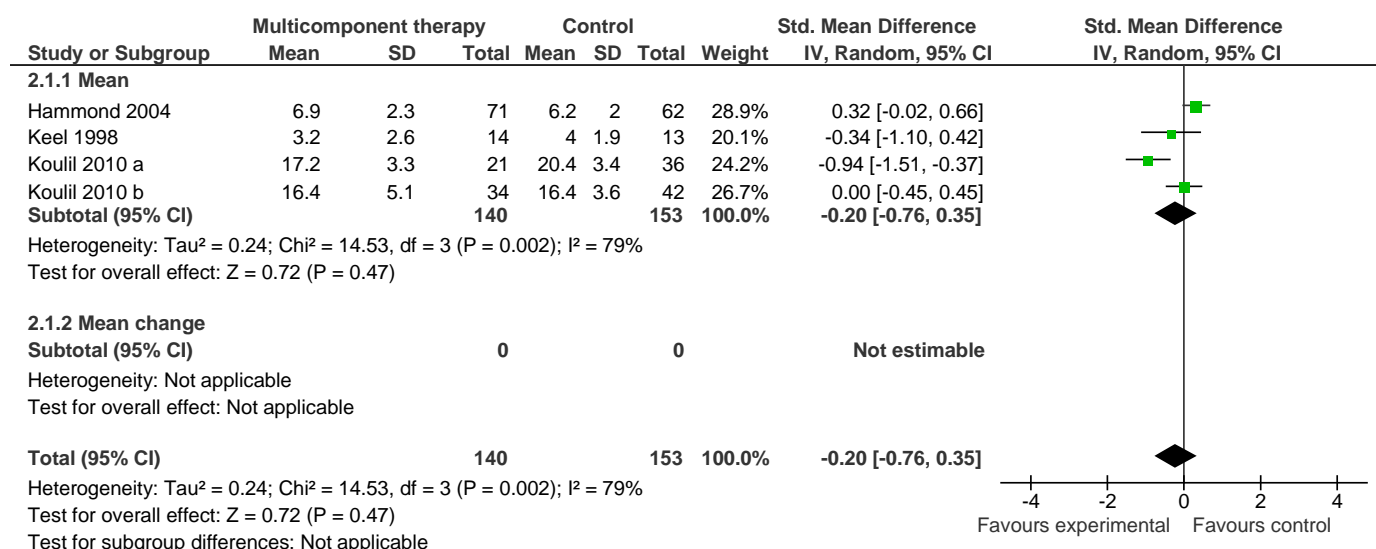 Multicomponent therapy Control Std. Mean Difference Std. Mean Difference
Study or Subgroup Mean SD Total Mean SD Total Weight IV, Random, 95% CI IV, Random, 95% CI
2.1.1 Mean
Hammond 2004 6.9 2.3 71 6.2 2 62 28.9% 0.32 [-0.02, 0.66]
Keel 1998 3.2 2.6 14 4 1.9 13 20.1% -0.34 [-1.10, 0.42]
Koulil 2010 a 17.2 3.3 21 20.4 3.4 36 24.2% -0.94 [-1.51, -0.37]
Koulil 2010 b 16.4 5.1 34 16.4 3.6 42 26.7% 0.00 [-0.45, 0.45]
Subtotal (95% CI) 140 153 100.0% -0.20 [-0.76, 0.35]
Heterogeneity: Tau² = 0.24; Chi² = 14.53, df = 3 (P = 0.002); I² = 79%
Test for overall effect: Z = 0.72 (P = 0.47)
2.1.2 Mean change
Subtotal (95% CI) 0 0 Not estimable
Heterogeneity: Not applicable
Test for overall effect: Not applicable
Total (95% CI) 140 153 100.0% -0.20 [-0.76, 0.35]
Heterogeneity: Tau² = 0.24; Chi² = 14.53, df = 3 (P = 0.002); I² = 79%
Test for overall effect: Z = 0.72 (P = 0.47)
Test for subgroup differences: Not applicable
-4 -2 0 2 4
Favours experimental Favours control